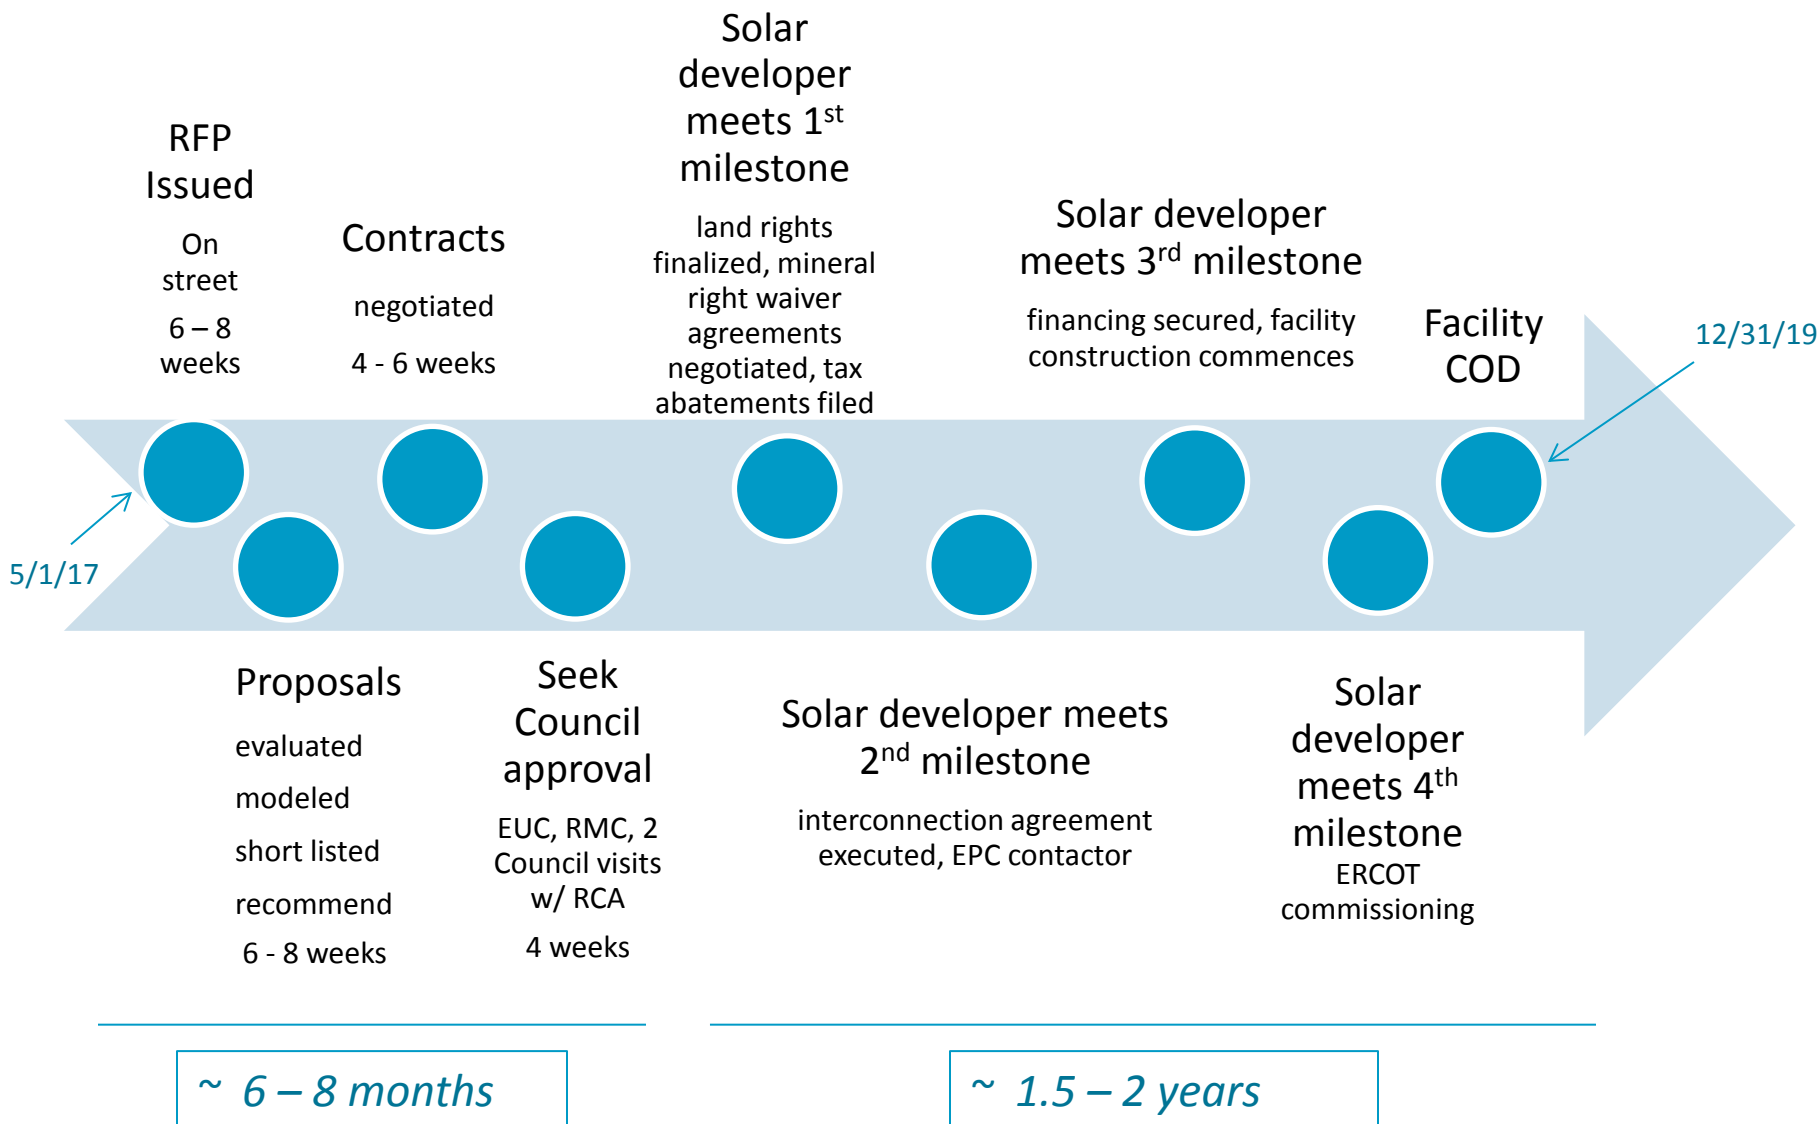 RFP
Issued
On
street
6 – 8
weeks
Contracts
negotiated
4 - 6 weeks
Solar
developer
meets 1st
milestone
land rights
finalized, mineral
right waiver
agreements
negotiated, tax
abatements filed
Solar developer
meets 3rd milestone
financing secured, facility
construction commences
Facility
COD
12/31/19
5/1/17
Proposals
evaluated
modeled
short listed
recommend
6 - 8 weeks
Seek
Council
approval
EUC, RMC, 2
Council visits
w/ RCA
4 weeks
Solar developer meets
2nd milestone
interconnection agreement
executed, EPC contactor
Solar
developer
meets 4th
milestone
ERCOT
commissioning
~ 6 – 8 months
~ 1.5 – 2 years